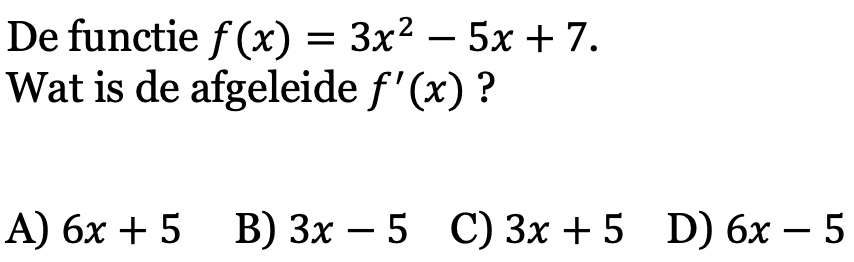 De functie f(x) = 3x² − 5x + 7.
Wat is de afgeleide f′(x) ?
A) 6x + 5 B) 3x − 5 C) 3x + 5 D) 6x − 5